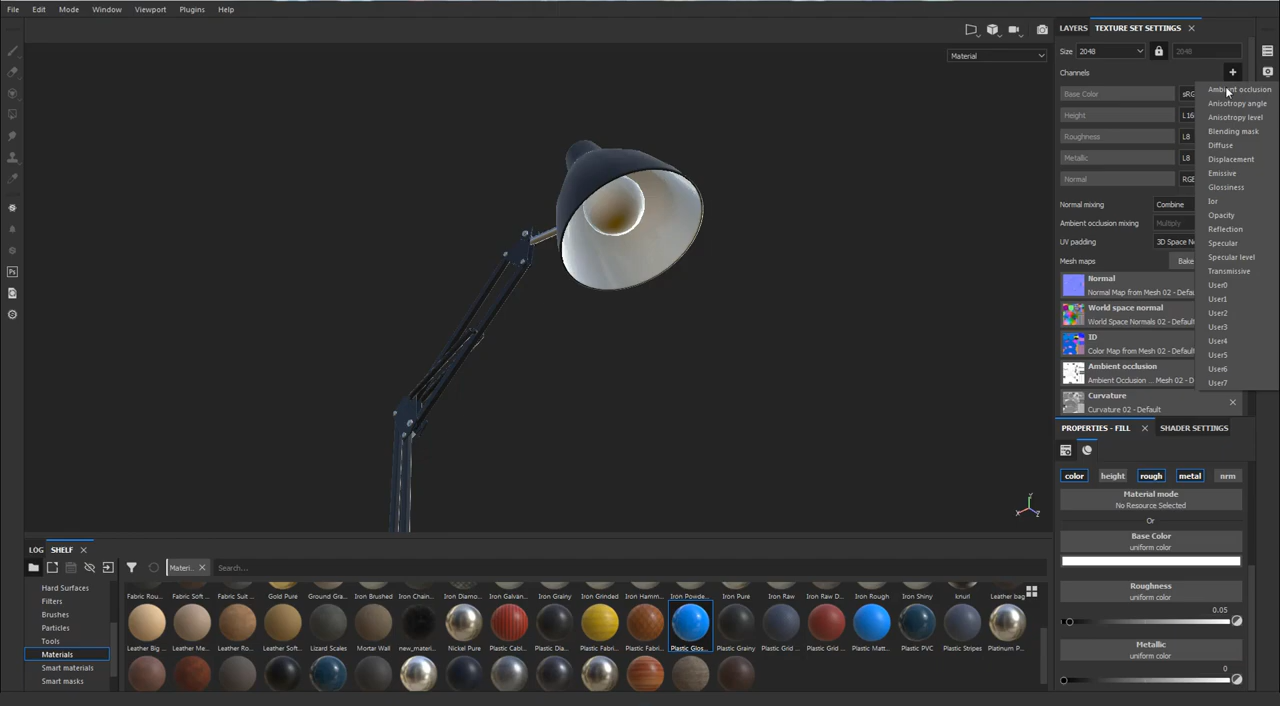 File Edit Mode Window Viewport Plugins Help
Material
LAYERS TEXTURE SET SETTINGS
Size 2048 2048
Channels
Base Color sRG
Height L16
Roughness L8
Metallic L8
Normal RGB
Normal mixing Combine
Ambient occlusion mixing Multiply
UV padding 3D Space Ne
Mesh maps Bake
Normal
Normal Map from Mesh 02 - Defau
World space normal
World Space Normals 02 - Default
ID
Color Map from Mesh 02 - Default
Ambient occlusion
Ambient Occlusion ... Mesh 02 - D
Curvature
Curvature 02 - Default
Ambient occlusion
Anisotropy angle
Anisotropy level
Blending mask
Diffuse
Displacement
Emissive
Glossiness
Ior
Opacity
Reflection
Specular
Specular level
Transmissive
User0
User1
User2
User3
User4
User5
User6
User7
PROPERTIES - FILL SHADER SETTINGS
color height rough metal nrm
Material mode
No Resource Selected
Or
Base Color
uniform color
Roughness
uniform color
0.05
Metallic
uniform color
0
Y
X Z
LOG SHELF
Ps
Materi... Search...
Hard Surfaces
Filters
Brushes
Particles
Tools
Materials
Smart materials
Smart masks
Fabric Rou... Fabric Soft ... Fabric Suit ... Gold Pure Ground Gra... Iron Brushed Iron Chain... Iron Diamo... Iron Galvan... Iron Grainy Iron Grinded Iron Hamm... Iron Powde... Iron Pure Iron Raw Iron Raw D... Iron Rough Iron Shiny knurl Leather bag
Leather Big ... Leather Me... Leather Ro... Leather Soft... Lizard Scales Mortar Wall new_materi... Nickel Pure Plastic Cabl... Plastic Dia... Plastic Fabri... Plastic Fabri... Plastic Glos... Plastic Grainy Plastic Grid ... Plastic Grid ... Plastic Matt... Plastic PVC Plastic Stripes Platinum P...